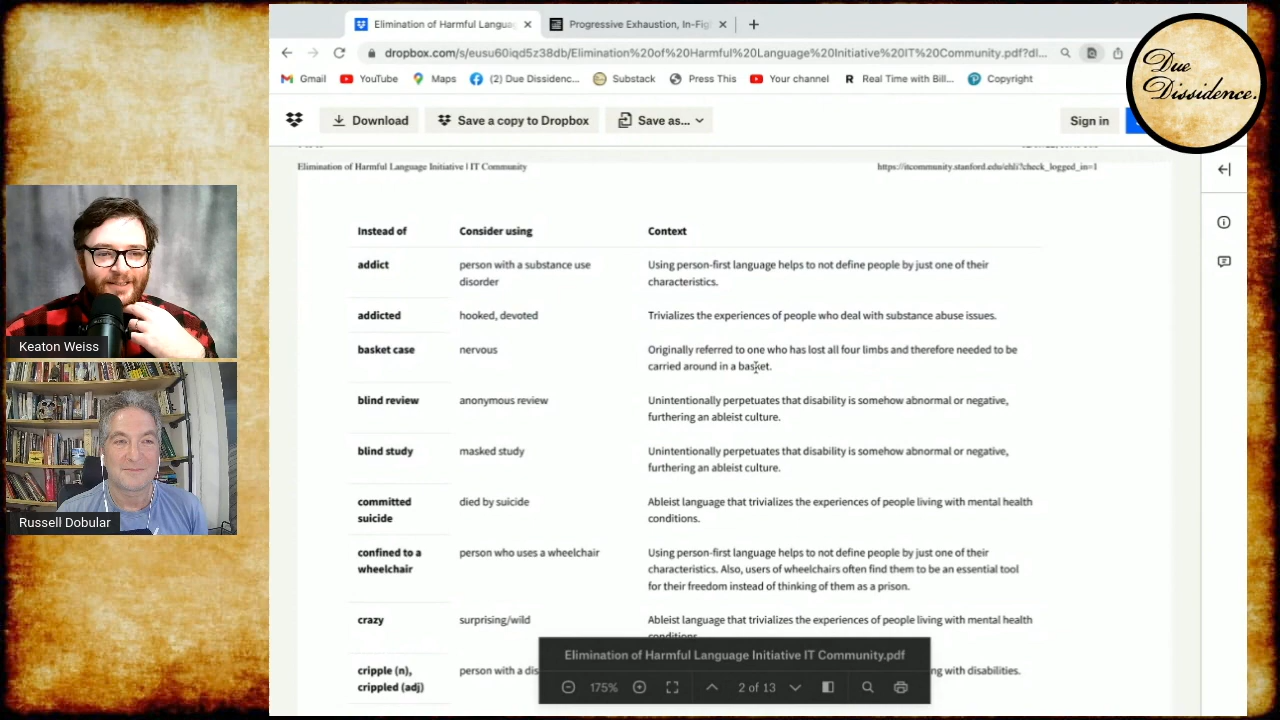 Elimination of Harmful Langua
Progressive Exhaustion, In-Fig
dropbox.com/s/eusu60iqd5z38db/Elimination%20of%20Harmful%20Language%20Initiative%20IT%20Community.pdf?dl...
Gmail
YouTube
Maps
(2) Due Dissidenc...
Substack
Press This
Your channel
Real Time with Bill...
Copyright
Due
Dissidence.
Download
Save a copy to Dropbox
Save as...
Sign in
Elimination of Harmful Language Initiative | IT Community
https://itcommunity.stanford.edu/ehli?check_logged_in=1
Instead of Consider using Context
addict person with a substance use Using person-first language helps to not define people by just one of their
disorder characteristics.
addicted hooked, devoted Trivializes the experiences of people who deal with substance abuse issues.
basket case nervous Originally referred to one who has lost all four limbs and therefore needed to be
carried around in a basket.
blind review anonymous review Unintentionally perpetuates that disability is somehow abnormal or negative,
furthering an ableist culture.
blind study masked study Unintentionally perpetuates that disability is somehow abnormal or negative,
furthering an ableist culture.
committed died by suicide Ableist language that trivializes the experiences of people living with mental health
suicide conditions.
confined to a person who uses a wheelchair Using person-first language helps to not define people by just one of their
wheelchair characteristics. Also, users of wheelchairs often find them to be an essential tool
for their freedom instead of thinking of them as a prison.
crazy surprising/wild Ableist language that trivializes the experiences of people living with mental health
conditions.
cripple (n), person with a dis ng with disabilities.
crippled (adj)
Elimination of Harmful Language Initiative IT Community.pdf
175%
2 of 13
Keaton Weiss
Russell Dobular